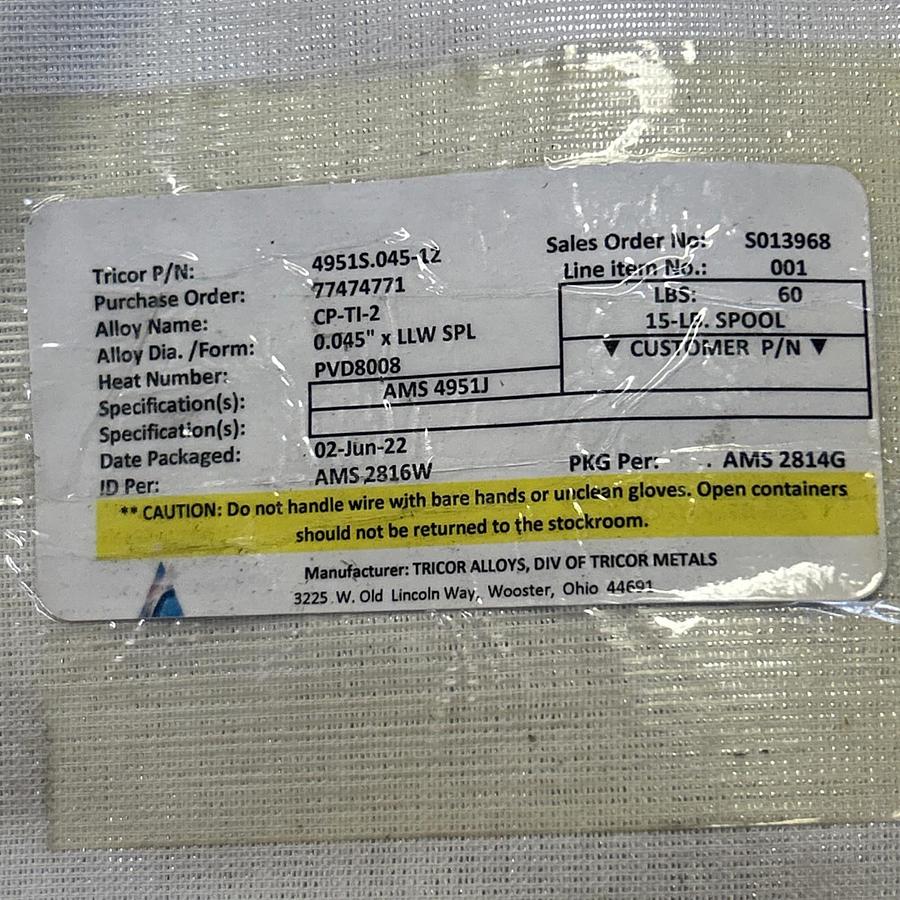 Sales Order No: S013968
Tricor P/N: 4951S.045-12
Line item No.: 001
Purchase Order: 77474771
LBS: 60
Alloy Name: CP-TI-2
15-LB. SPOOL
Alloy Dia. /Form: 0.045" x LLW SPL
▼ CUSTOMER P/N ▼
Heat Number: PVD8008
Specification(s): AMS 4951J
Specification(s):
Date Packaged: 02-Jun-22
ID Per: AMS 2816W PKG Per: AMS 2814G
** CAUTION: Do not handle wire with bare hands or unclean gloves. Open containers
should not be returned to the stockroom.
Manufacturer: TRICOR ALLOYS, DIV OF TRICOR METALS
3225 W. Old Lincoln Way, Wooster, Ohio 44691